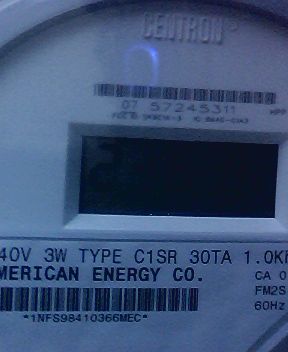 CENTRON
07 57245311
40V 3W TYPE C1SR 30TA 1.0K
MERICAN ENERGY CO.
CA 0
FM2S
60Hz
*1NFS98410366MEC*